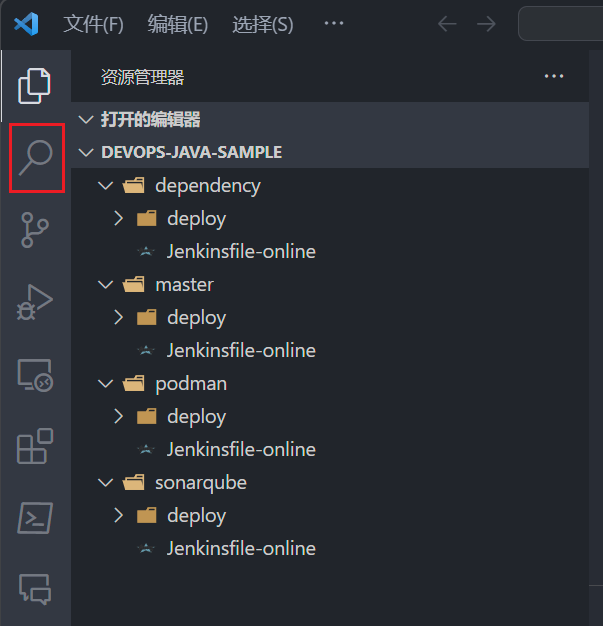 文件(F) 编辑(E) 选择(S) ···
资源管理器 ···
打开的编辑器
DEVOPS-JAVA-SAMPLE
dependency
deploy
Jenkinsfile-online
master
deploy
Jenkinsfile-online
podman
deploy
Jenkinsfile-online
sonarqube
deploy
Jenkinsfile-online